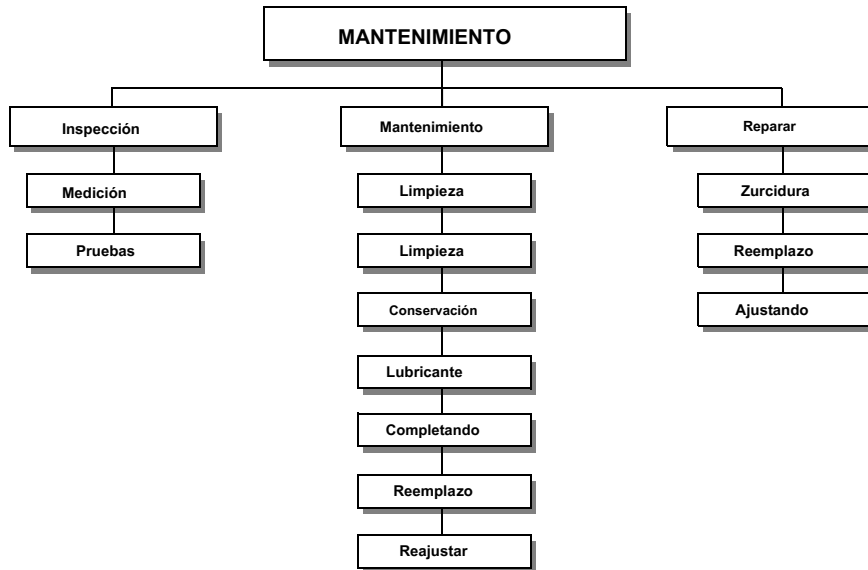 MANTENIMIENTO
Inspección
Medición
Pruebas
Mantenimiento
Limpieza
Limpieza
Conservación
Lubricante
Completando
Reemplazo
Reajustar
Reparar
Zurcidura
Reemplazo
Ajustando